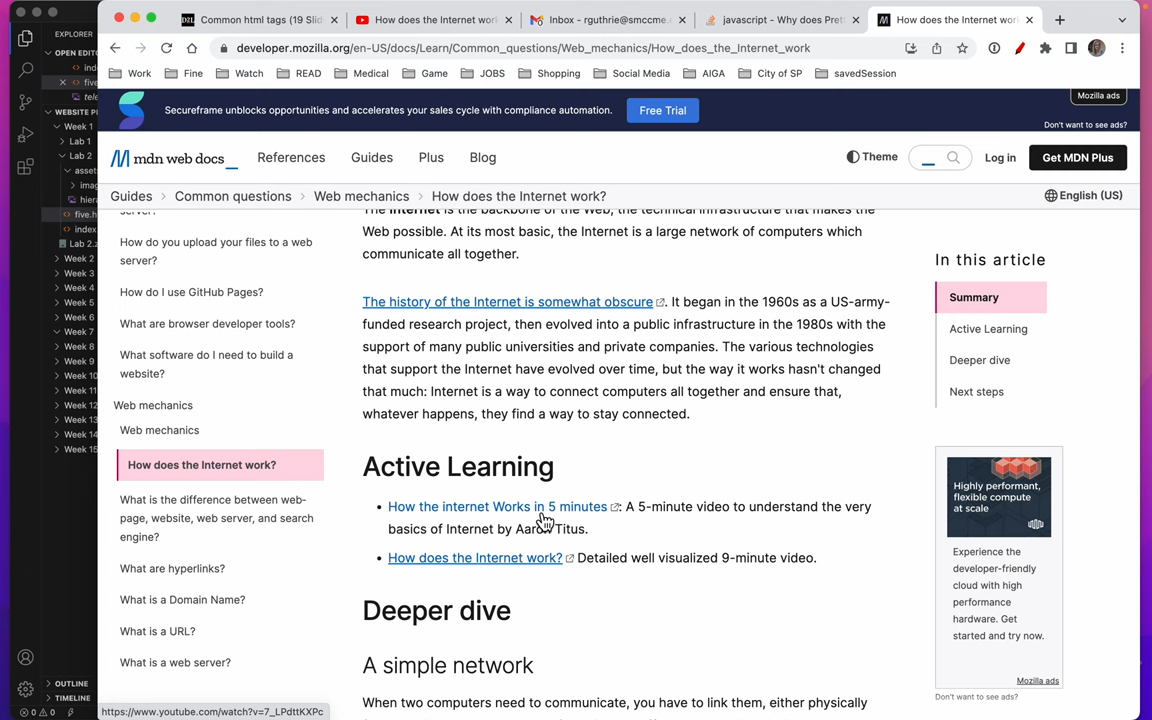 EXPLORER
OPEN EDITO
WEBSITE P
Week 1
Lab 1
Lab 2
five.h
Lab 2.z
Week 2
Week 3
Week 4
Week 5
Week 6
Week 7
Week 8
Week 9
Week 10
Week 11
Week 12
Week 13
Week 14
Week 15
OUTLINE
TIMELINE
0 0
D2L Common html tags (19 Slid
How does the Internet wor
Inbox - rguthrie@smccme.
javascript - Why does Prett
How does the Internet wor
developer.mozilla.org/en-US/docs/Learn/Common_questions/Web_mechanics/How_does_the_Internet_work
Work Fine Watch READ Medical Game JOBS Shopping Social Media AIGA City of SP savedSession
Secureframe unblocks opportunities and accelerates your sales cycle with compliance automation.
Free Trial
Mozilla ads
Don't want to see ads?
mdn web docs_
References Guides Plus Blog
Theme
Log in
Get MDN Plus
Guides Common questions Web mechanics How does the Internet work?
English (US)
server?
How do you upload your files to a web
server?
How do I use GitHub Pages?
What are browser developer tools?
What software do I need to build a
website?
Web mechanics
Web mechanics
How does the Internet work?
What is the difference between web-
page, website, web server, and search
engine?
What are hyperlinks?
What is a Domain Name?
What is a URL?
What is a web server?
The Internet is the backbone of the Web, the technical infrastructure that makes the
Web possible. At its most basic, the Internet is a large network of computers which
communicate all together.
The history of the Internet is somewhat obscure. It began in the 1960s as a US-army-
funded research project, then evolved into a public infrastructure in the 1980s with the
support of many public universities and private companies. The various technologies
that support the Internet have evolved over time, but the way it works hasn't changed
that much: Internet is a way to connect computers all together and ensure that,
whatever happens, they find a way to stay connected.
Active Learning
• How the internet Works in 5 minutes: A 5-minute video to understand the very
basics of Internet by Aaron Titus.
• How does the Internet work? Detailed well visualized 9-minute video.
Deeper dive
A simple network
When two computers need to communicate, you have to link them, either physically
In this article
Summary
Active Learning
Deeper dive
Next steps
Highly performant,
flexible compute
at scale
Experience the
developer-friendly
cloud with high
performance
hardware. Get
started and try now.
Mozilla ads
Don't want to see ads?
https://www.youtube.com/watch?v=7_LPdttKXPc